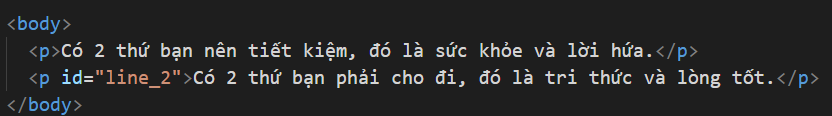 <body>
<p>Có 2 thứ bạn nên tiết kiệm, đó là sức khỏe và lời hứa.</p>
<p id="line_2">Có 2 thứ bạn phải cho đi, đó là tri thức và lòng tốt.</p>
</body>